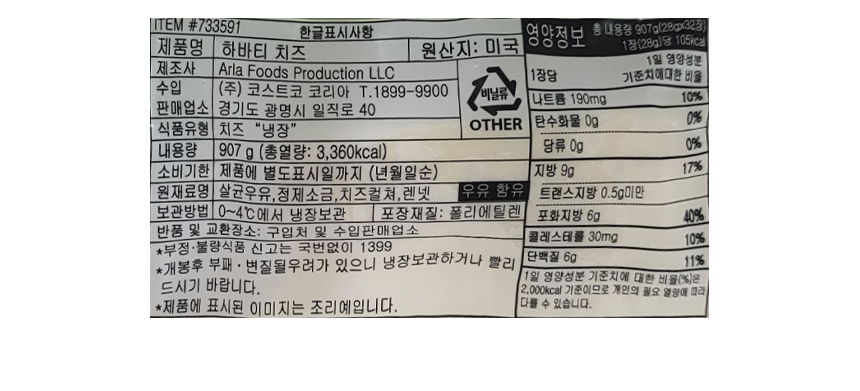 ITEM #733591
한글표시사항
제품명 하바티 치즈 원산지: 미국
제조사 Arla Foods Production LLC
수입 (주) 코스트코 코리아 T.1899-9900
판매업소 경기도 광명시 일직로 40
식품유형 치즈 “냉장”
비닐류
OTHER
내용량 907 g (총열량: 3,360kcal)
소비기한 제품에 별도표시일까지 (년월일순)
원재료명 살균우유,정제소금,치즈컬쳐,렌넷 우유 함유
보관방법 0~4℃에서 냉장보관 포장재질: 폴리에틸렌
반품 및 교환장소: 구입처 및 수입판매업소
*부정·불량식품 신고는 국번없이 1399
*개봉후 부패·변질될우려가 있으니 냉장보관하거나 빨리
드시기 바랍니다.
*제품에 표시된 이미지는 조리예입니다.
영양정보 총 내용량 907g(28gx32장)
1장(28g)당 105kcal
1장당 1일 영양성분
기준치에대한 비율
나트륨 190mg 10%
탄수화물 0g 0%
당류 0g 0%
지방 9g 17%
트랜스지방 0.5g미만
포화지방 6g 40%
콜레스테롤 30mg 10%
단백질 6g 11%
1일 영양성분 기준치에 대한 비율(%)은
2,000kcal 기준이므로 개인의 필요 열량에 따라
다를 수 있습니다.